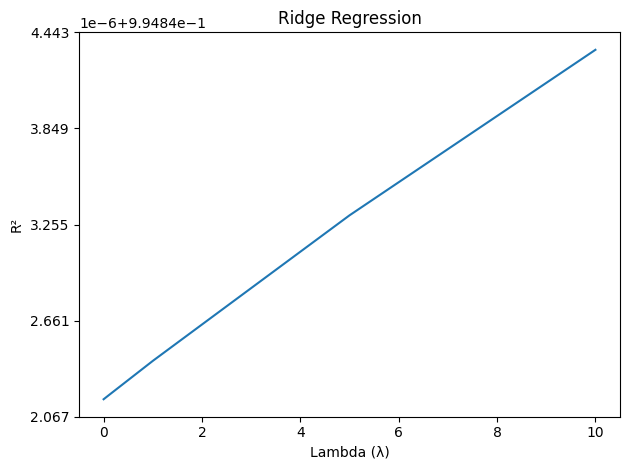 Ridge Regression
1e−6+9.9484e−1
4.443
3.849
3.255
2.661
2.067
R²
0 2 4 6 8 10
Lambda (λ)